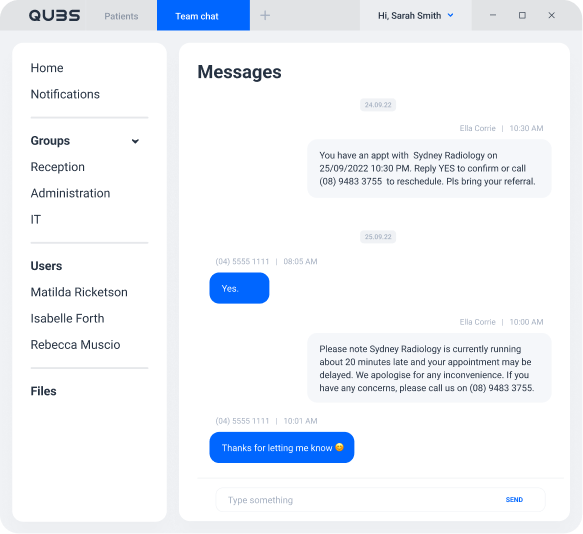 QUBS
Patients
Team chat
Hi, Sarah Smith
Home
Notifications
Groups
Reception
Administration
IT
Users
Matilda Ricketson
Isabelle Forth
Rebecca Muscio
Files
Messages
24.09.22
Ella Corrie | 10:30 AM
You have an appt with Sydney Radiology on
25/09/2022 10:30 PM. Reply YES to confirm or call
(08) 9483 3755 to reschedule. Pls bring your referral.
25.09.22
(04) 5555 1111 | 08:05 AM
Yes.
Ella Corrie | 10:00 AM
Please note Sydney Radiology is currently running
about 20 minutes late and your appointment may be
delayed. We apologise for any inconvenience. If you
have any concerns, please call us on (08) 9483 3755.
(04) 5555 1111 | 10:01 AM
Thanks for letting me know 😊
Type something
SEND